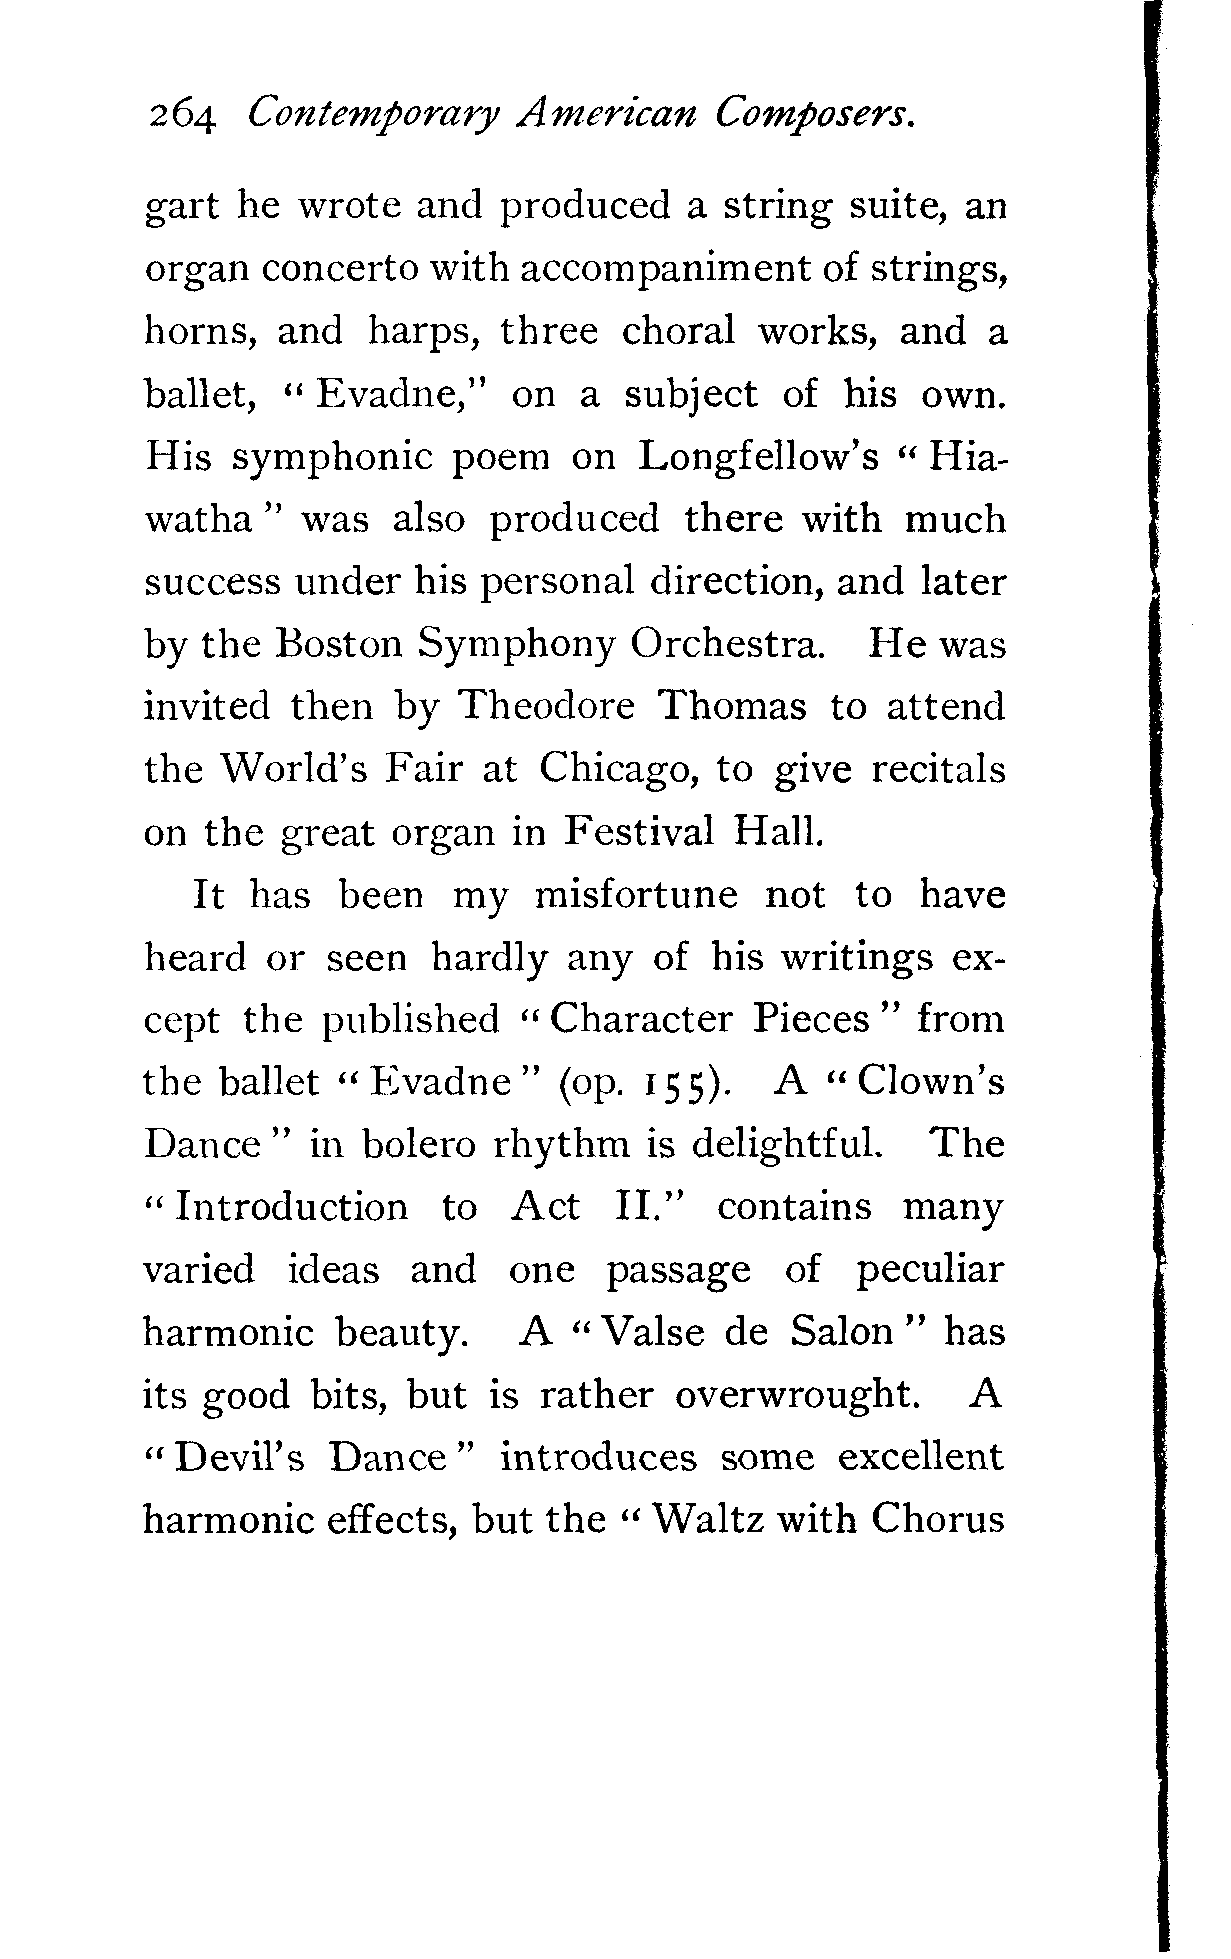 264 Contemporary American Composers.
gart he wrote and produced a string suite, an
organ concerto with accompaniment of strings,
horns, and harps, three choral works, and a
ballet, “ Evadne,” on a subject of his own.
His symphonic poem on Longfellow’s “ Hia-
watha ” was also produced there with much
success under his personal direction, and later
by the Boston Symphony Orchestra. He was
invited then by Theodore Thomas to attend
the World’s Fair at Chicago, to give recitals
on the great organ in Festival Hall.
It has been my misfortune not to have
heard or seen hardly any of his writings ex-
cept the published “ Character Pieces ” from
the ballet “ Evadne ” (op. 155). A “ Clown’s
Dance ” in bolero rhythm is delightful. The
“ Introduction to Act II.” contains many
varied ideas and one passage of peculiar
harmonic beauty. A “ Valse de Salon ” has
its good bits, but is rather overwrought. A
“ Devil’s Dance ” introduces some excellent
harmonic effects, but the “ Waltz with Chorus